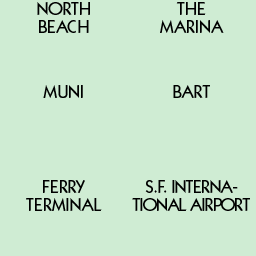 NORTH
BEACH
THE
MARINA
MUNI
BART
FERRY
TERMINAL
S.F. INTERNA-
TIONAL AIRPORT